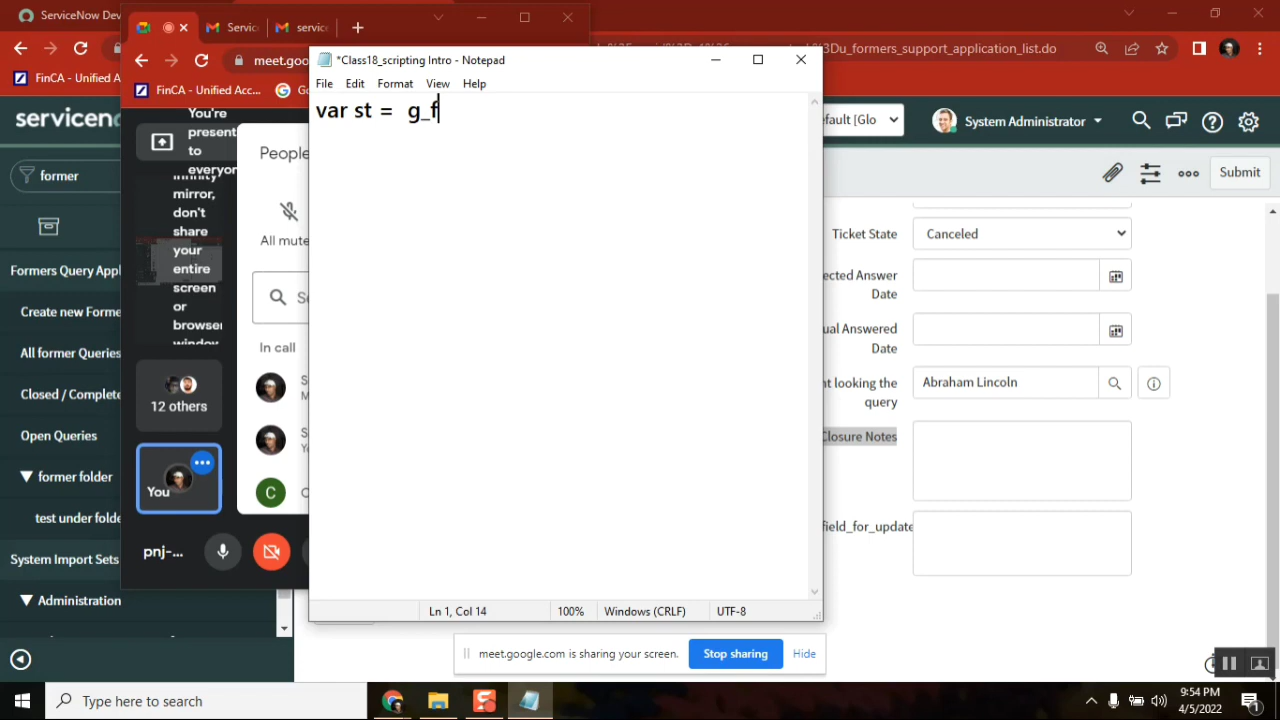 ServiceNow Dev
Servic
service
meet.goo
u_formers_support_application_list.do
FinCA - Unified A
FinCA - Unified Acc...
*Class18_scripting Intro - Notepad
File Edit Format View Help
var st =  g_f
servicen
You're
present
to
everyon
infinity
mirror,
don't
share
your
entire
screen
or
browser
window
People
former
All mute
In call
Formers Query Appl
Create new Forme
All former Queries
Closed / Complete
Open Queries
former folder
test under folde
System Import Sets
Administration
12 others
You
C
pnj-...
System Administrator
Submit
Ticket State
Canceled
ected Answer
Date
ual Answered
Date
nt looking the
query
Abraham Lincoln
Closure Notes
field_for_update
Ln 1, Col 14
100%
Windows (CRLF)
UTF-8
meet.google.com is sharing your screen.
Stop sharing
Hide
Type here to search
9:54 PM
4/5/2022